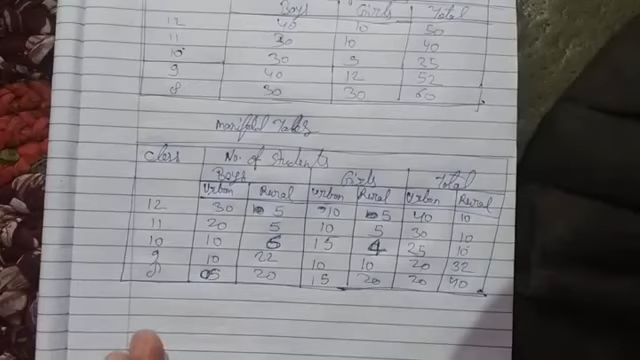 Boys Girls Total
12 40 10 50
11 30 10 40
10 30 5 35
9 40 12 52
8 30 30 60
Manifold Table
Class No. of Students
Boys Girls Total
Urban Rural Urban Rural Urban Rural
12 30 5 10 5 40 10
11 20 5 10 5 30 10
10 10 6 15 4 25 10
9 10 22 10 10 20 32
8 05 20 15 20 20 40